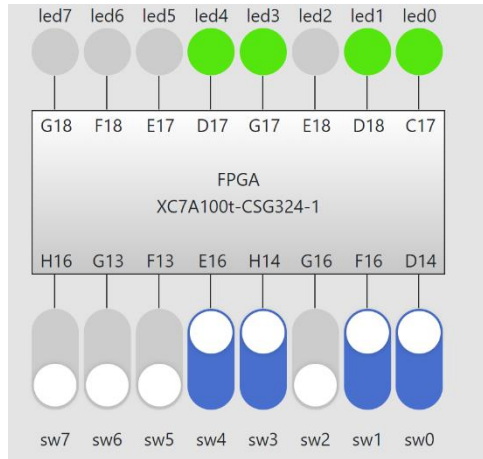 led7 led6 led5 led4 led3 led2 led1 led0
G18 F18 E17 D17 G17 E18 D18 C17
FPGA
XC7A100t-CSG324-1
H16 G13 F13 E16 H14 G16 F16 D14
sw7 sw6 sw5 sw4 sw3 sw2 sw1 sw0